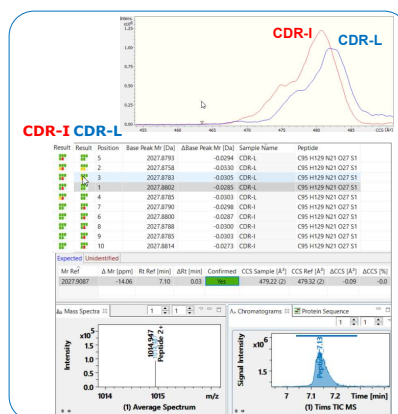 Intens.
x10⁵
1.25
1.00
0.75
0.50
0.25
0.00
CDR-I
CDR-L
455 460 465 470 475 480 485 490 CCS [Å²]
CDR-I CDR-L
Result Result Position Base Peak Mr [Da] ΔBase Peak Mr [Da] Sample Name Peptide
5 2027.8793 -0.0294 CDR-L C95 H129 N21 O27 S1
2 2027.8758 -0.0330 CDR-L C95 H129 N21 O27 S1
3 2027.8783 -0.0305 CDR-L C95 H129 N21 O27 S1
1 2027.8802 -0.0285 CDR-L C95 H129 N21 O27 S1
4 2027.8785 -0.0303 CDR-L C95 H129 N21 O27 S1
7 2027.8790 -0.0298 CDR-I C95 H129 N21 O27 S1
6 2027.8800 -0.0287 CDR-I C95 H129 N21 O27 S1
8 2027.8788 -0.0300 CDR-I C95 H129 N21 O27 S1
9 2027.8785 -0.0303 CDR-I C95 H129 N21 O27 S1
10 2027.8814 -0.0273 CDR-I C95 H129 N21 O27 S1
Expected Unidentified
Mr Ref Δ Mr [ppm] Rt Ref [min] ΔRt [min] Confirmed CCS Sample [Å²] CCS Ref [Å²] ΔCCS [Å²] ΔCCS [%]
2027.9087 -14.06 7.10 0.03 Yes 479.22 (2) 479.32 (2) -0.09 -0.0
Mass Spectra 1 1
Chromatograms Protein Sequence
1 1
Intensity
x10⁵
1.5
1.0
0.5
0.0
1014.947
Peptide 2+
1014 1015 m/z
(1) Average Spectrum
Signal Intensity
x10⁶
1
0
Peptide-7.13
7 7.1 7.2 Time [min]
(1) Time TIC MS